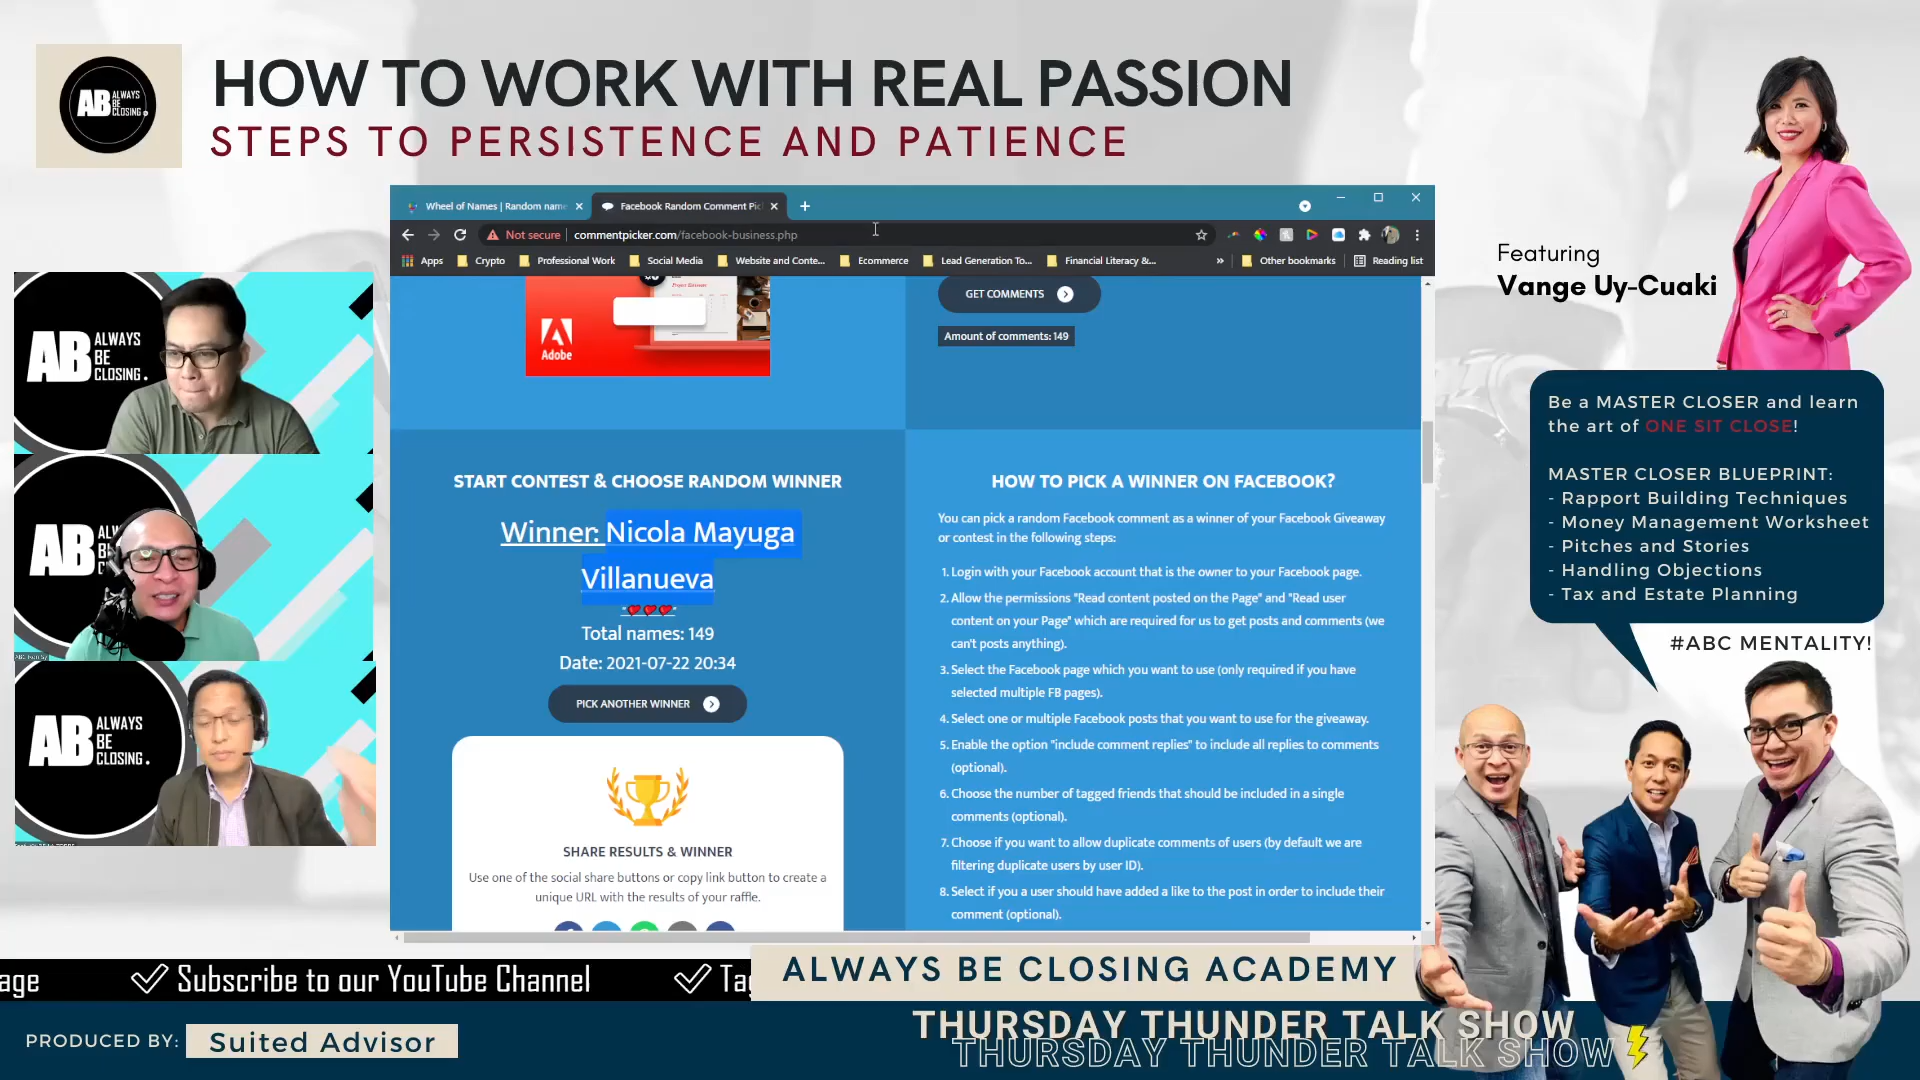 AB ALWAYS BE CLOSING.
HOW TO WORK WITH REAL PASSION
STEPS TO PERSISTENCE AND PATIENCE
Featuring
Vange Uy-Cuaki
Wheel of Names | Random name
Facebook Random Comment Pic
Not secure
commentpicker.com/facebook-business.php
Apps
Crypto
Professional Work
Social Media
Website and Conte...
Ecommerce
Lead Generation To...
Financial Literacy &...
»
Other bookmarks
Reading list
Adobe
GET COMMENTS
Amount of comments: 149
START CONTEST & CHOOSE RANDOM WINNER
Winner: Nicola Mayuga
Villanueva
"❤❤❤"
Total names: 149
Date: 2021-07-22 20:34
PICK ANOTHER WINNER
SHARE RESULTS & WINNER
Use one of the social share buttons or copy link button to create a
unique URL with the results of your raffle.
HOW TO PICK A WINNER ON FACEBOOK?
You can pick a random Facebook comment as a winner of your Facebook Giveaway
or contest in the following steps:
1. Login with your Facebook account that is the owner to your Facebook page.
2. Allow the permissions "Read content posted on the Page" and "Read user
content on your Page" which are required for us to get posts and comments (we
can't posts anything).
3. Select the Facebook page which you want to use (only required if you have
selected multiple FB pages).
4. Select one or multiple Facebook posts that you want to use for the giveaway.
5. Enable the option "include comment replies" to include all replies to comments
(optional).
6. Choose the number of tagged friends that should be included in a single
comments (optional).
7. Choose if you want to allow duplicate comments of users (by default we are
filtering duplicate users by user ID).
8. Select if you a user should have added a like to the post in order to include their
comment (optional).
AB ALWAYS BE CLOSING.
AB
AB ALWAYS BE CLOSING.
Be a MASTER CLOSER and learn
the art of ONE SIT CLOSE!
MASTER CLOSER BLUEPRINT:
- Rapport Building Techniques
- Money Management Worksheet
- Pitches and Stories
- Handling Objections
- Tax and Estate Planning
#ABC MENTALITY!
age
Subscribe to our YouTube Channel
Ta
ALWAYS BE CLOSING ACADEMY
PRODUCED BY: Suited Advisor
THURSDAY THUNDER TALK SHOW
THURSDAY THUNDER TALK SHOW